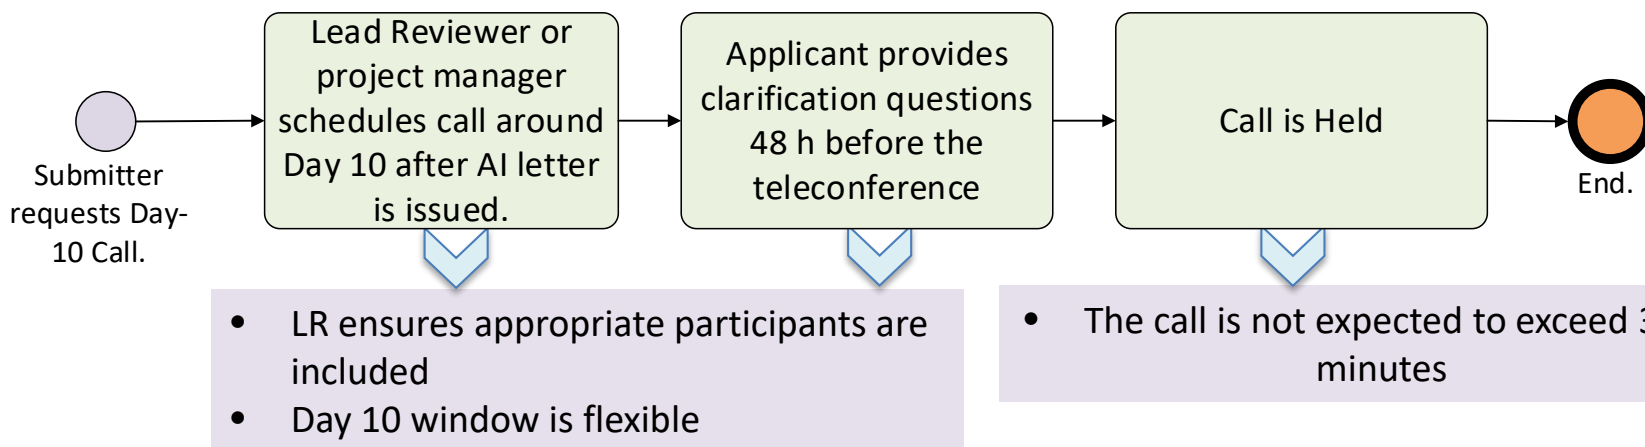 Submitter
requests Day-
10 Call.
Lead Reviewer or
project manager
schedules call around
Day 10 after AI letter
is issued.
Applicant provides
clarification questions
48 h before the
teleconference
Call is Held
End.
• LR ensures appropriate participants are
included
• Day 10 window is flexible
• The call is not expected to exceed
minutes